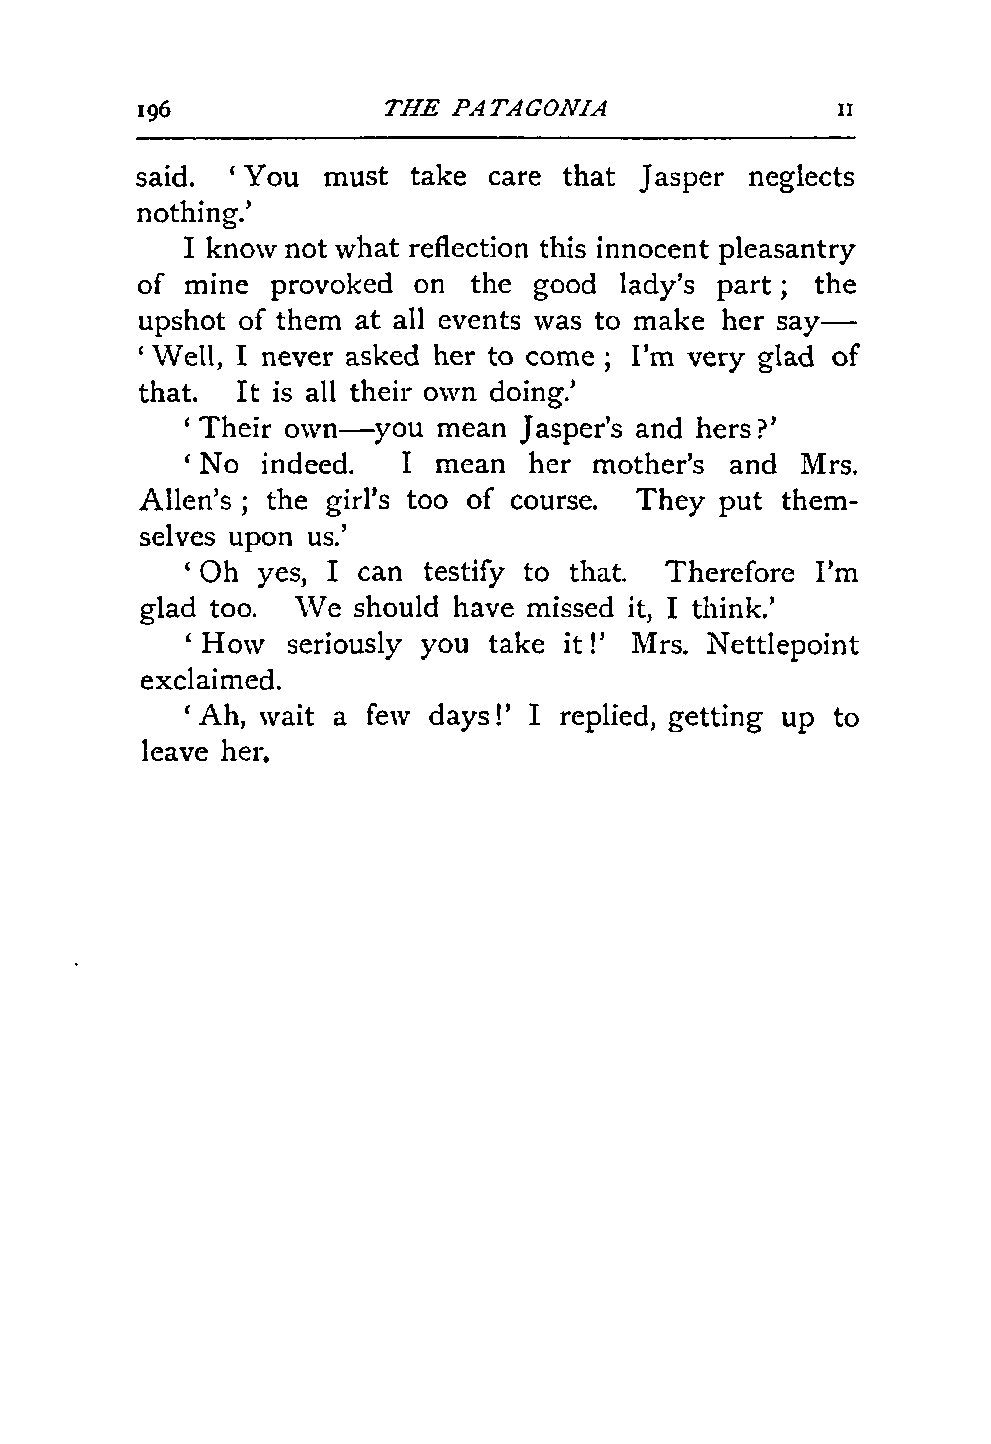 196 THE PATAGONIA II
said. ‘You must take care that Jasper neglects
nothing.’
I know not what reflection this innocent pleasantry
of mine provoked on the good lady’s part; the
upshot of them at all events was to make her say—
‘Well, I never asked her to come; I’m very glad of
that. It is all their own doing.’
‘Their own—you mean Jasper’s and hers?’
‘No indeed. I mean her mother’s and Mrs.
Allen’s; the girl’s too of course. They put them-
selves upon us.’
‘Oh yes, I can testify to that. Therefore I’m
glad too. We should have missed it, I think.’
‘How seriously you take it!’ Mrs. Nettlepoint
exclaimed.
‘Ah, wait a few days!’ I replied, getting up to
leave her.